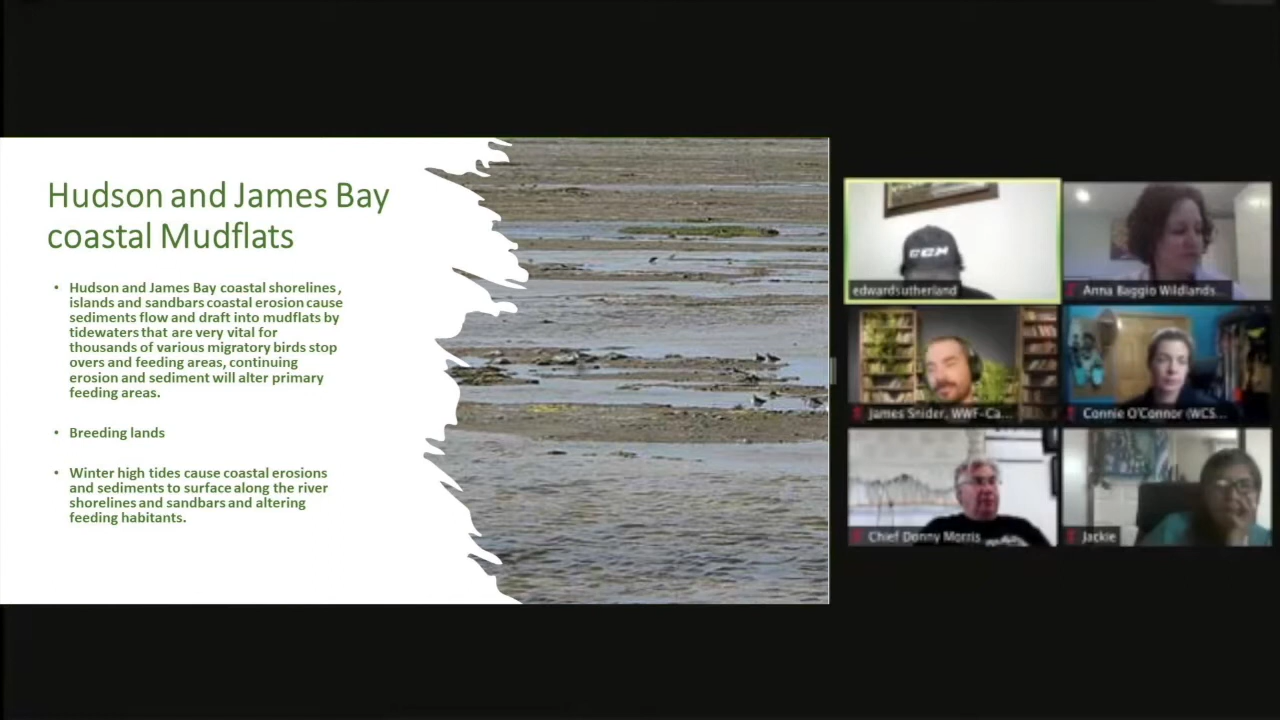 Hudson and James Bay
coastal Mudflats
• Hudson and James Bay coastal shorelines,
islands and sandbars coastal erosion cause
sediments flow and draft into mudflats by
tidewaters that are very vital for
thousands of various migratory birds stop
overs and feeding areas, continuing
erosion and sediment will alter primary
feeding areas.
• Breeding lands
• Winter high tides cause coastal erosions
and sediments to surface along the river
shorelines and sandbars and altering
feeding habitants.
CCM
edwardsutherland
Anna Baggio Wildlands...
James Snider, WWF-Ca...
Connie O'Connor (WCS...
Chief Donny Morris
Jackie